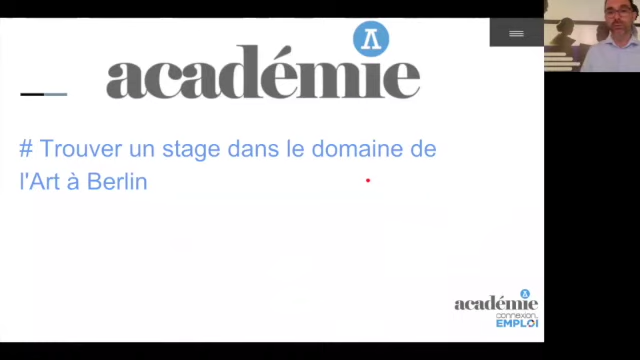 académie
# Trouver un stage dans le domaine de
l'Art à Berlin
académie
connexion
EMPLOI